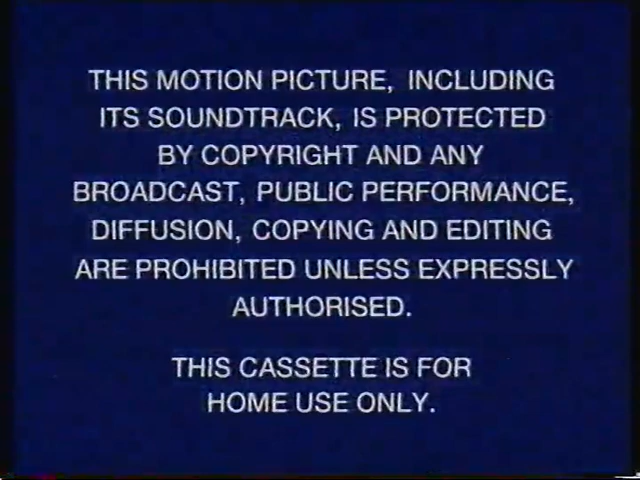 THIS MOTION PICTURE, INCLUDING
ITS SOUNDTRACK, IS PROTECTED
BY COPYRIGHT AND ANY
BROADCAST, PUBLIC PERFORMANCE,
DIFFUSION, COPYING AND EDITING
ARE PROHIBITED UNLESS EXPRESSLY
AUTHORISED.
THIS CASSETTE IS FOR
HOME USE ONLY.